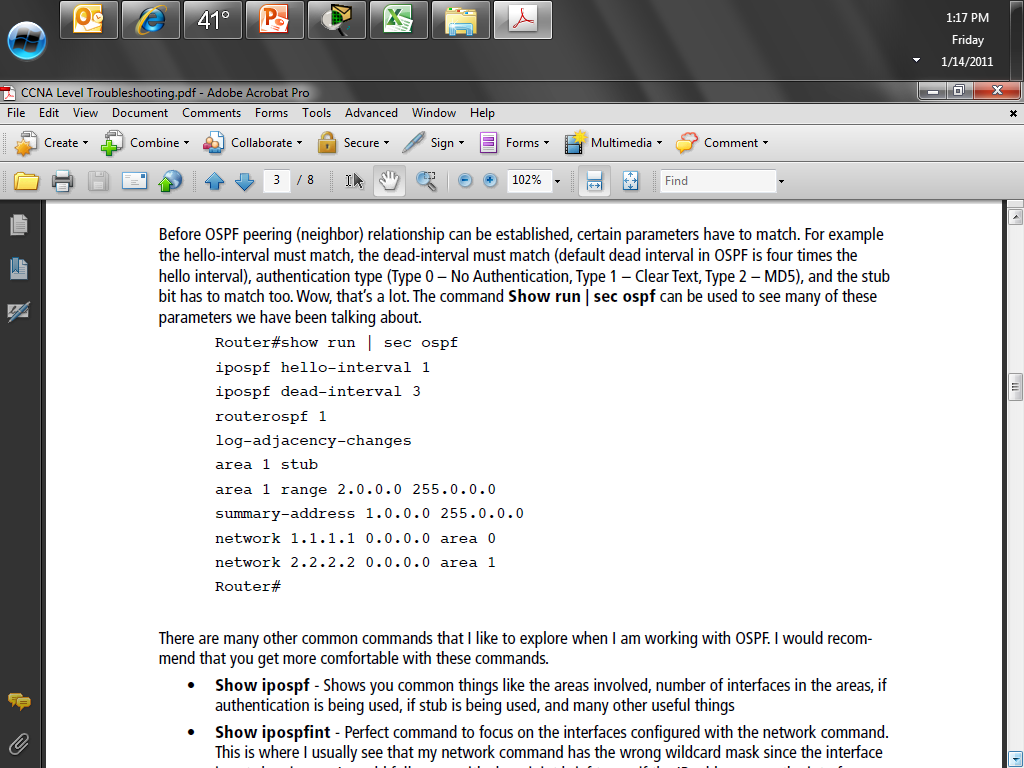 41°
1:17 PM
Friday
1/14/2011
CCNA Level Troubleshooting.pdf - Adobe Acrobat Pro
File Edit View Document Comments Forms Tools Advanced Window Help
Create Combine Collaborate Secure Sign Forms Multimedia Comment
3 / 8 102% Find
Before OSPF peering (neighbor) relationship can be established, certain parameters have to match. For example
the hello-interval must match, the dead-interval must match (default dead interval in OSPF is four times the
hello interval), authentication type (Type 0 – No Authentication, Type 1 – Clear Text, Type 2 – MD5), and the stub
bit has to match too. Wow, that's a lot. The command Show run | sec ospf can be used to see many of these
parameters we have been talking about.
Router#show run | sec ospf
ipospf hello-interval 1
ipospf dead-interval 3
routerospf 1
log-adjacency-changes
area 1 stub
area 1 range 2.0.0.0 255.0.0.0
summary-address 1.0.0.0 255.0.0.0
network 1.1.1.1 0.0.0.0 area 0
network 2.2.2.2 0.0.0.0 area 1
Router#
There are many other common commands that I like to explore when I am working with OSPF. I would recom-
mend that you get more comfortable with these commands.
• Show ipospf - Shows you common things like the areas involved, number of interfaces in the areas, if
authentication is being used, if stub is being used, and many other useful things
• Show ipospfint - Perfect command to focus on the interfaces configured with the network command.
This is where I usually see that my network command has the wrong wildcard mask since the interface